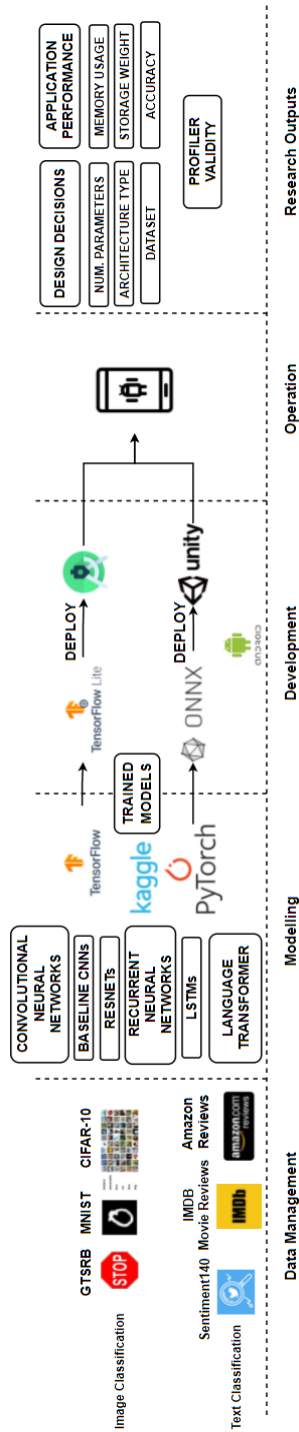 Image Classification
GTSRB
MNIST
CIFAR-10
STOP
Text Classification
Sentiment140
IMDB
Movie Reviews
Amazon
Reviews
IMDb
amazon.com
reviews
Data Management
CONVOLUTIONAL
NEURAL
NETWORKS
BASELINE CNNs
RESNETs
RECURRENT
NEURAL
NETWORKS
LSTMs
LANGUAGE
TRANSFORMER
TensorFlow
kaggle
PyTorch
TRAINED
MODELS
Modelling
TensorFlow Lite
DEPLOY
ONNX
DEPLOY
unity
android
Development
Operation
DESIGN DECISIONS
NUM. PARAMETERS
ARCHITECTURE TYPE
DATASET
APPLICATION
PERFORMANCE
MEMORY USAGE
STORAGE WEIGHT
ACCURACY
PROFILER
VALIDITY
Research Outputs